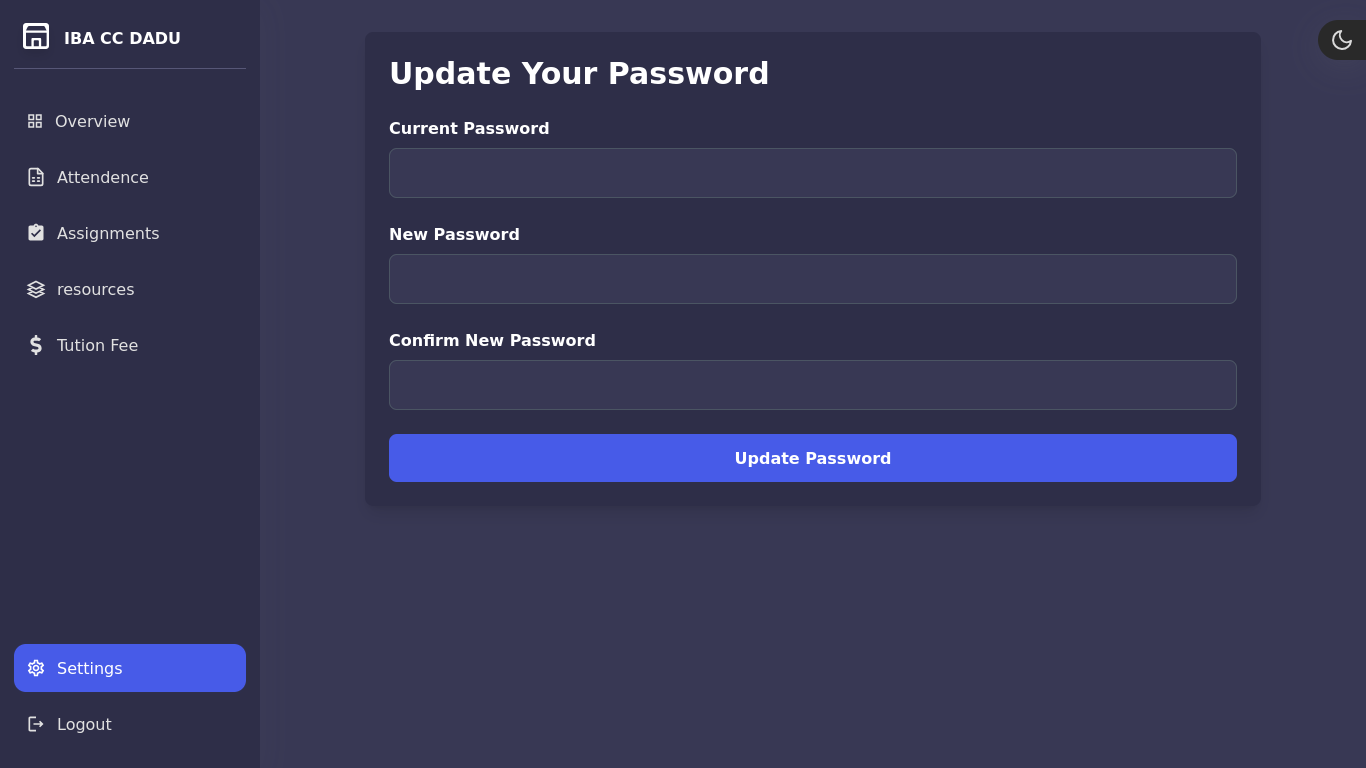 IBA CC DADU
Overview
Attendence
Assignments
resources
Tution Fee
Settings
Logout
Update Your Password
Current Password
New Password
Confirm New Password
Update Password